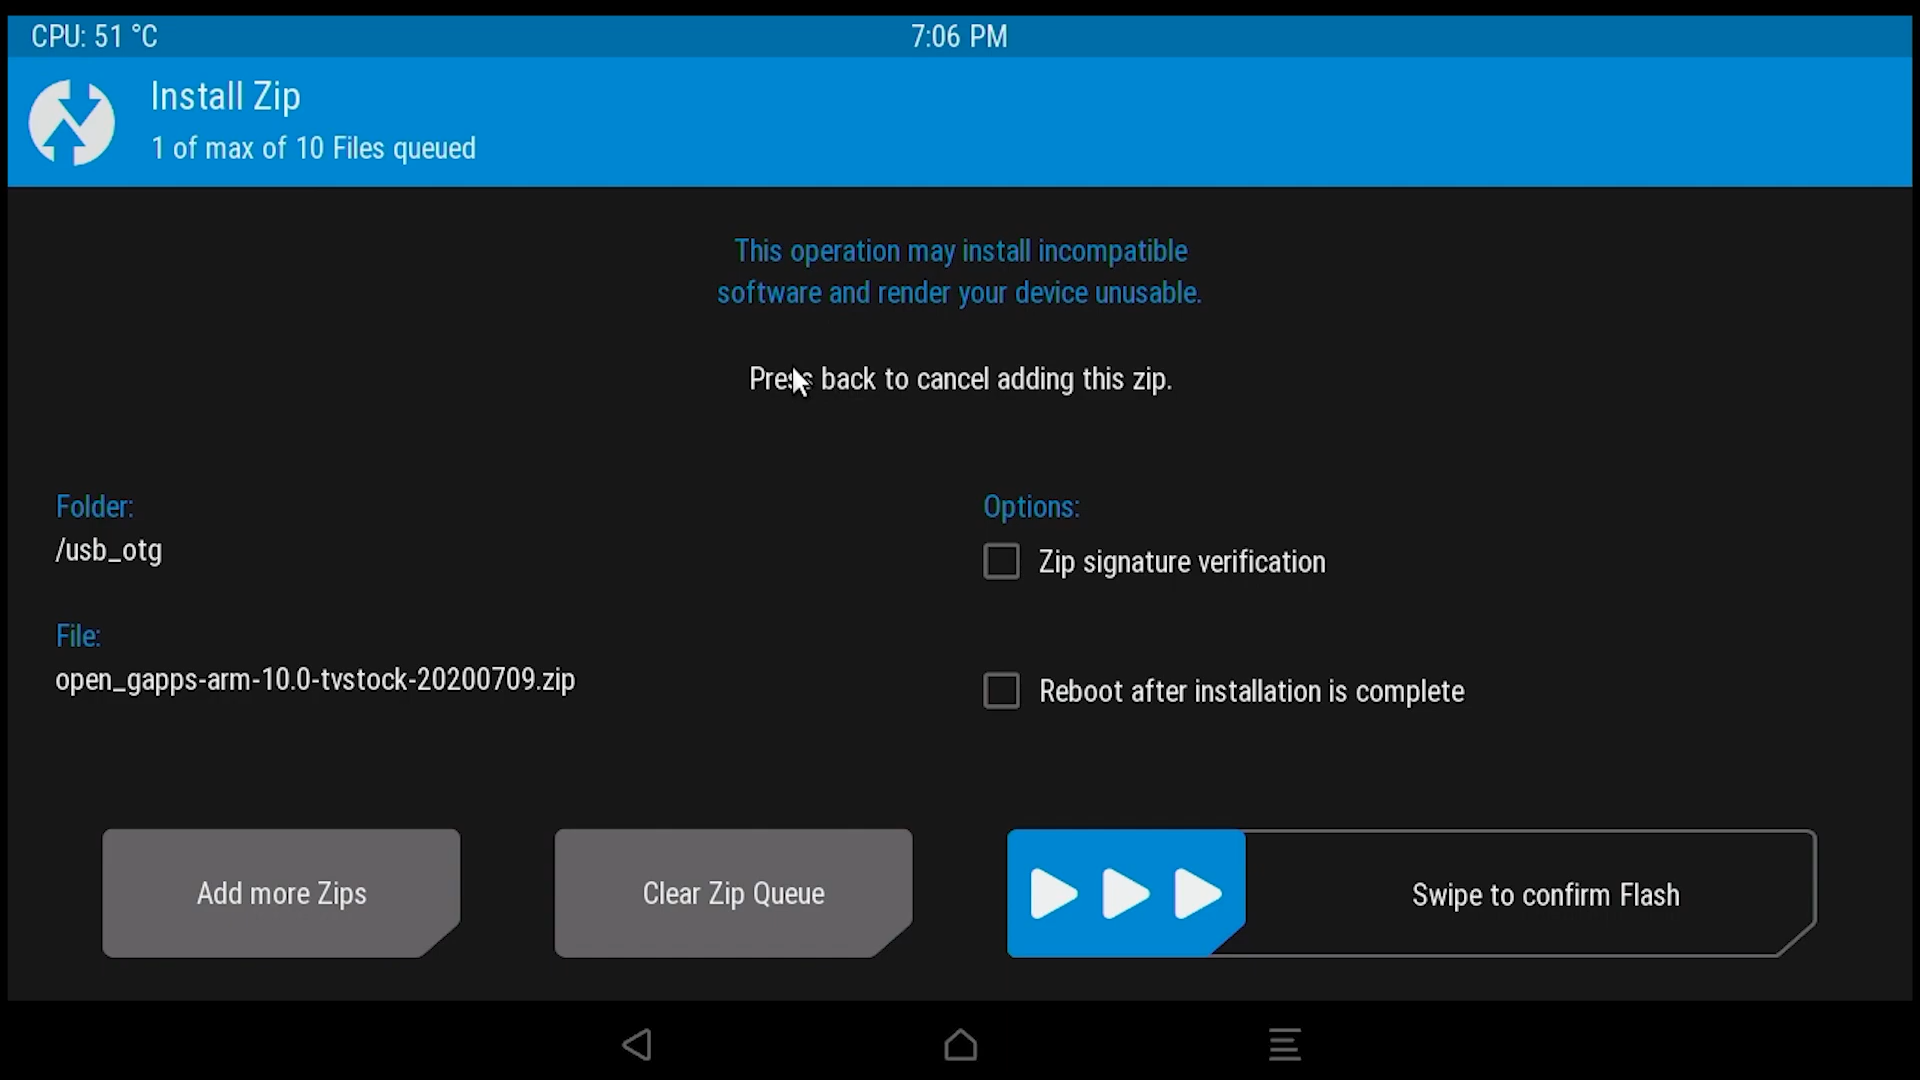 CPU: 51 °C
7:06 PM
Install Zip
1 of max of 10 Files queued
This operation may install incompatible
software and render your device unusable.
Press back to cancel adding this zip.
Folder:
/usb_otg
File:
open_gapps-arm-10.0-tvstock-20200709.zip
Options:
Zip signature verification
Reboot after installation is complete
Add more Zips
Clear Zip Queue
Swipe to confirm Flash